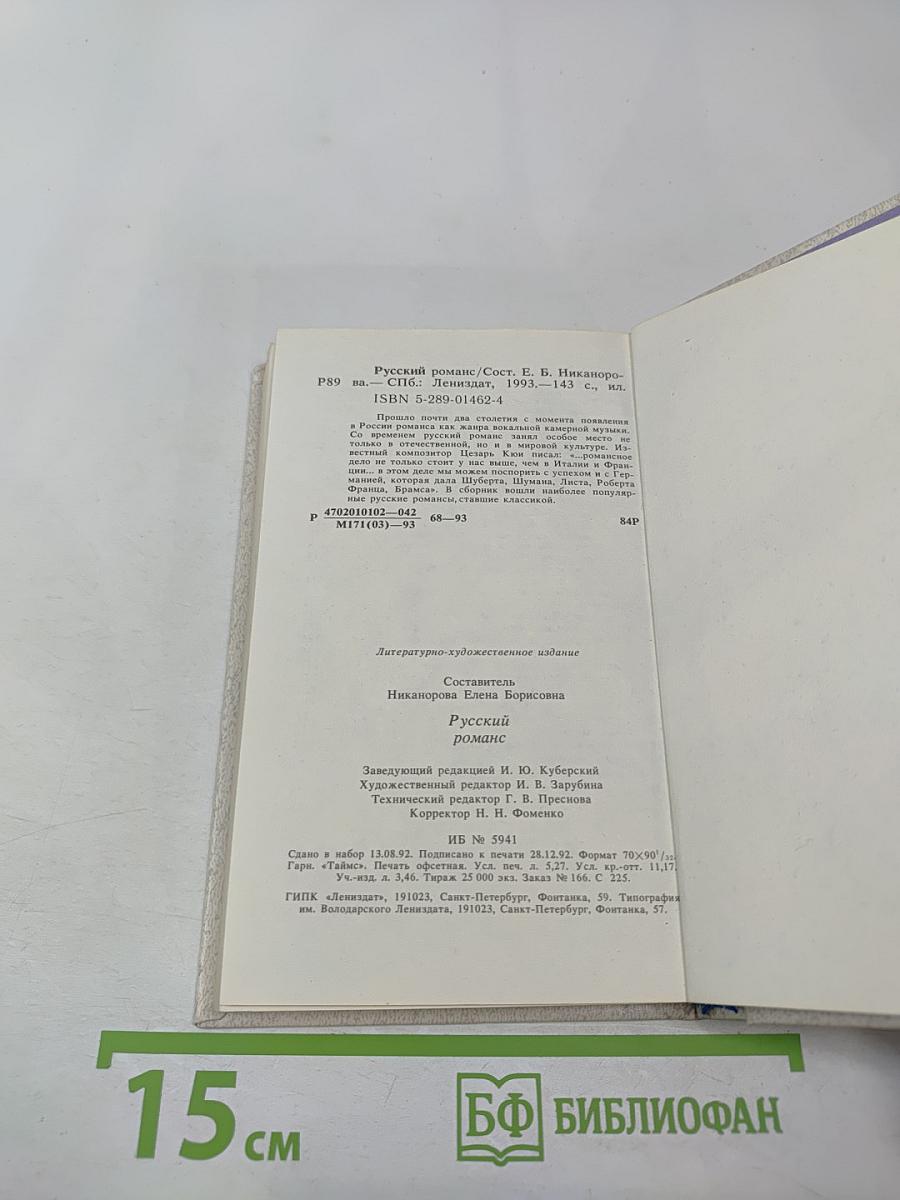 Русский романс/Сост. Е. Б. Никаноро-
Р89 ва.— СПб.: Лениздат, 1993.—143 с., ил.
ISBN 5-289-01462-4
Прошло почти два столетия с момента появления
в России романса как жанра вокальной камерной музыки.
Со временем русский романс занял особое место не
только в отечественной, но и в мировой культуре. Из-
вестный композитор Цезарь Кюи писал: «...романсное
дело не только стоит у нас выше, чем в Италии и Фран-
ции... в этом деле мы можем поспорить с успехом и с Гер-
манией, которая дала Шуберта, Шумана, Листа, Роберта
Франца, Брамса». В сборник вошли наиболее популяр-
ные русские романсы, ставшие классикой.
Р 4702010102—042
М171(03)—93 68—93 84Р
Литературно-художественное издание
Составитель
Никанорова Елена Борисовна
Русский
романс
Заведующий редакцией И. Ю. Куберский
Художественный редактор И. В. Зарубина
Технический редактор Г. В. Преснова
Корректор Н. Н. Фоменко
ИБ № 5941
Сдано в набор 13.08.92. Подписано к печати 28.12.92. Формат 70×90¹/₃₂.
Гарн. «Таймс». Печать офсетная. Усл. печ. л. 5,27. Усл. кр.-отт. 11,17.
Уч.-изд. л. 3,46. Тираж 25 000 экз. Заказ № 166. С 225.
ГИПК «Лениздат», 191023, Санкт-Петербург, Фонтанка, 59. Типография
им. Володарского Лениздата, 191023, Санкт-Петербург, Фонтанка, 57.
15 см
БФ БИБЛИОФАН